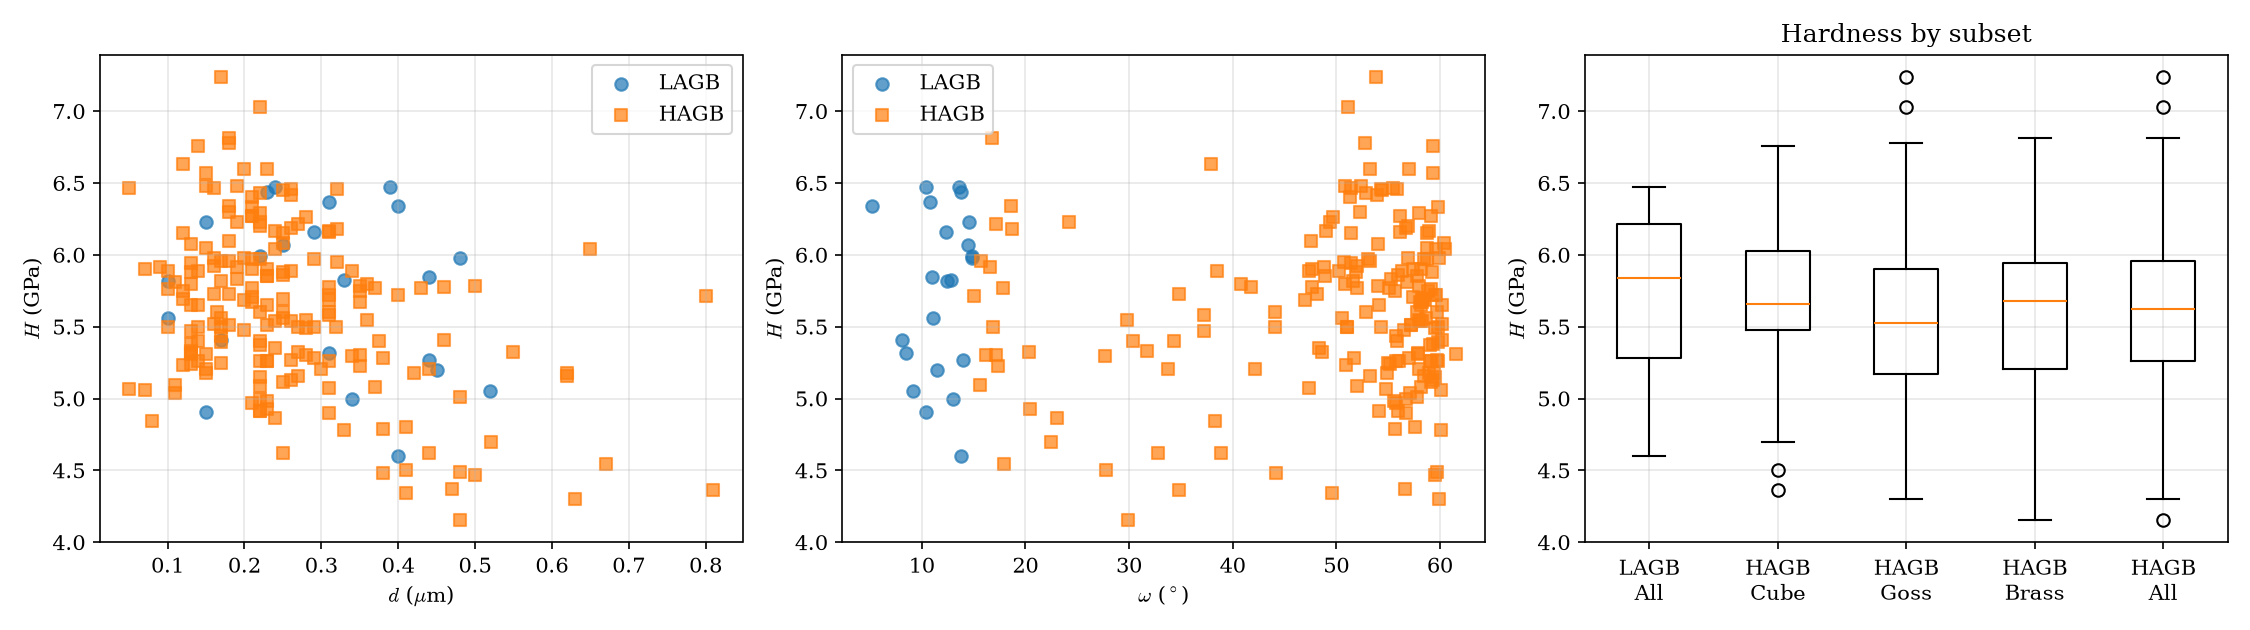 Hardness by subset
LAGB
HAGB
7.0
6.5
6.0
5.5
5.0
4.5
4.0
H (GPa)
0.1 0.2 0.3 0.4 0.5 0.6 0.7 0.8
d (μm)
LAGB
HAGB
7.0
6.5
6.0
5.5
5.0
4.5
4.0
H (GPa)
10 20 30 40 50 60
ω (°)
7.0
6.5
6.0
5.5
5.0
4.5
4.0
H (GPa)
LAGB HAGB HAGB HAGB HAGB
All Cube Goss Brass All